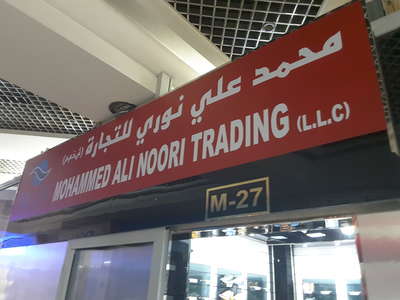 محمد علي نوري للتجارة (ش.ذ.م.م)
MOHAMMED ALI NOORI TRADING (L.L.C)
M-27